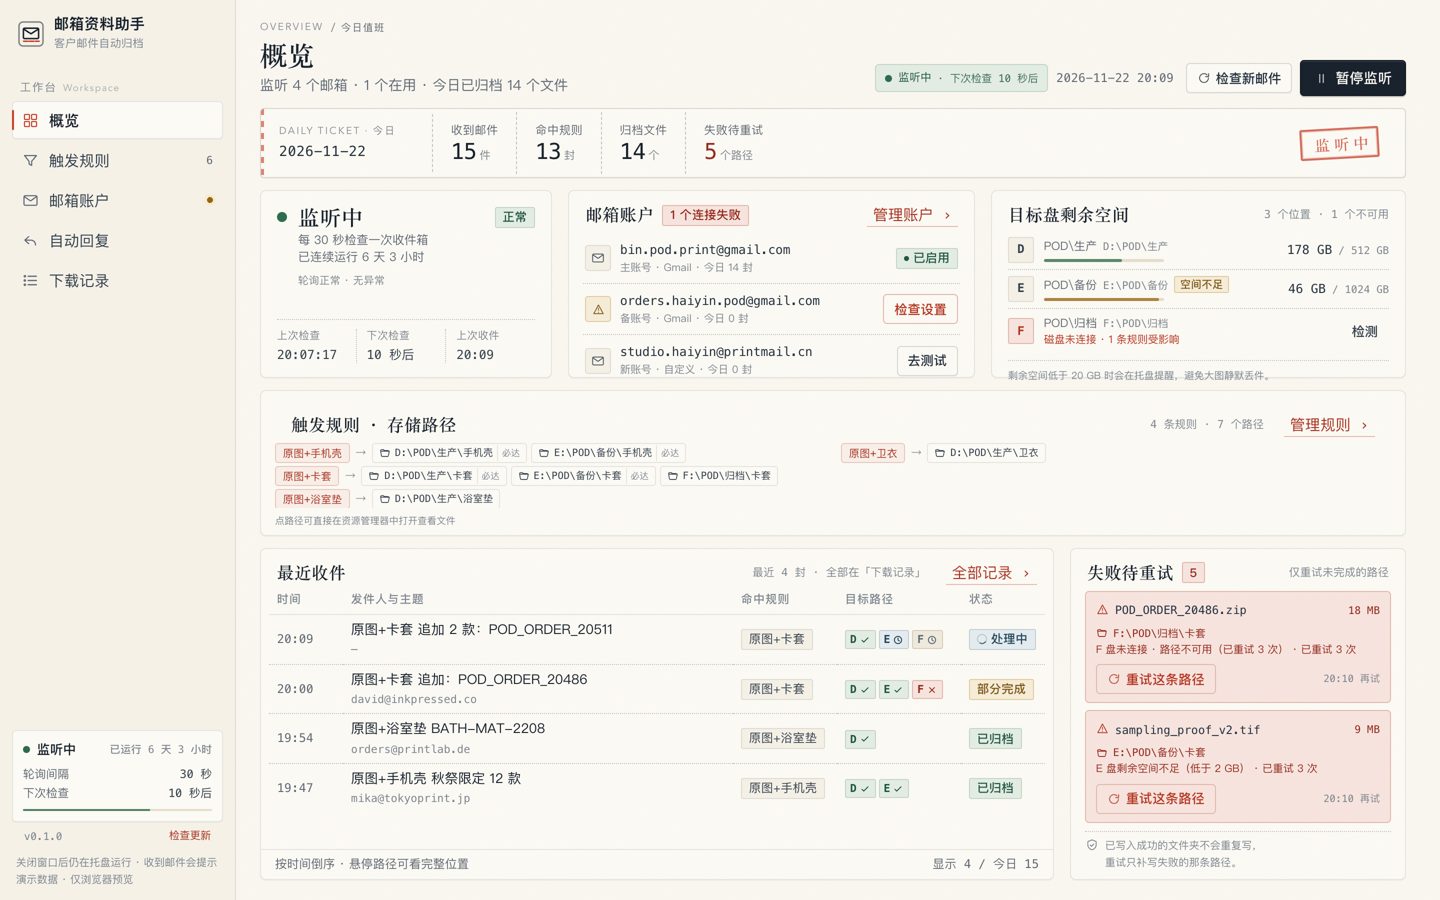 邮箱资料助手
客户邮件自动归档
工作台 Workspace
概览
触发规则 6
邮箱账户
自动回复
下载记录
监听中 已运行 6 天 3 小时
轮询间隔 30 秒
下次检查 10 秒后
v0.1.0 检查更新
关闭窗口后仍在托盘运行 · 收到邮件会提示
演示数据 · 仅浏览器预览
OVERVIEW / 今日值班
概览
监听 4 个邮箱 · 1 个在用 · 今日已归档 14 个文件
监听中 · 下次检查 10 秒后 2026-11-22 20:09 检查新邮件 暂停监听
DAILY TICKET · 今日
2026-11-22
收到邮件
15 件
命中规则
13 封
归档文件
14 个
失败待重试
5 个路径
监听中
监听中 正常
每 30 秒检查一次收件箱
已连续运行 6 天 3 小时
轮询正常 · 无异常
上次检查 下次检查 上次收件
20:07:17 10 秒后 20:09
邮箱账户 1 个连接失败 管理账户 ›
bin.pod.print@gmail.com
主账号 · Gmail · 今日 14 封
已启用
orders.haiyin.pod@gmail.com
备账号 · Gmail · 今日 0 封
检查设置
studio.haiyin@printmail.cn
新账号 · 自定义 · 今日 0 封
去测试
目标盘剩余空间 3 个位置 · 1 个不可用
D POD\生产 D:\POD\生产 178 GB / 512 GB
E POD\备份 E:\POD\备份 空间不足 46 GB / 1024 GB
F POD\归档 F:\POD\归档
磁盘未连接 · 1 条规则受影响
检测
剩余空间低于 20 GB 时会在托盘提醒，避免大图静默丢件。
触发规则 · 存储路径 4 条规则 · 7 个路径 管理规则 ›
原图+手机壳 → D:\POD\生产\手机壳 必达 E:\POD\备份\手机壳 必达
原图+卫衣 → D:\POD\生产\卫衣
原图+卡套 → D:\POD\生产\卡套 必达 E:\POD\备份\卡套 必达 F:\POD\归档\卡套
原图+浴室垫 → D:\POD\生产\浴室垫
点路径可直接在资源管理器中打开查看文件
最近收件 最近 4 封 · 全部在「下载记录」 全部记录 ›
时间 发件人与主题 命中规则 目标路径 状态
20:09 原图+卡套 追加 2 款：POD_ORDER_20511 原图+卡套 D E F 处理中
—
20:00 原图+卡套 追加：POD_ORDER_20486 原图+卡套 D E F 部分完成
david@inkpressed.co
19:54 原图+浴室垫 BATH-MAT-2208 原图+浴室垫 D 已归档
orders@printlab.de
19:47 原图+手机壳 秋祭限定 12 款 原图+手机壳 D E 已归档
mika@tokyoprint.jp
按时间倒序 · 悬停路径可看完整位置 显示 4 / 今日 15
失败待重试 5 仅重试未完成的路径
POD_ORDER_20486.zip 18 MB
F:\POD\归档\卡套
F 盘未连接 · 路径不可用（已重试 3 次） · 已重试 3 次
重试这条路径 20:10 再试
sampling_proof_v2.tif 9 MB
E:\POD\备份\卡套
E 盘剩余空间不足（低于 2 GB） · 已重试 3 次
重试这条路径 20:10 再试
已写入成功的文件夹不会重复写，
重试只补写失败的那条路径。